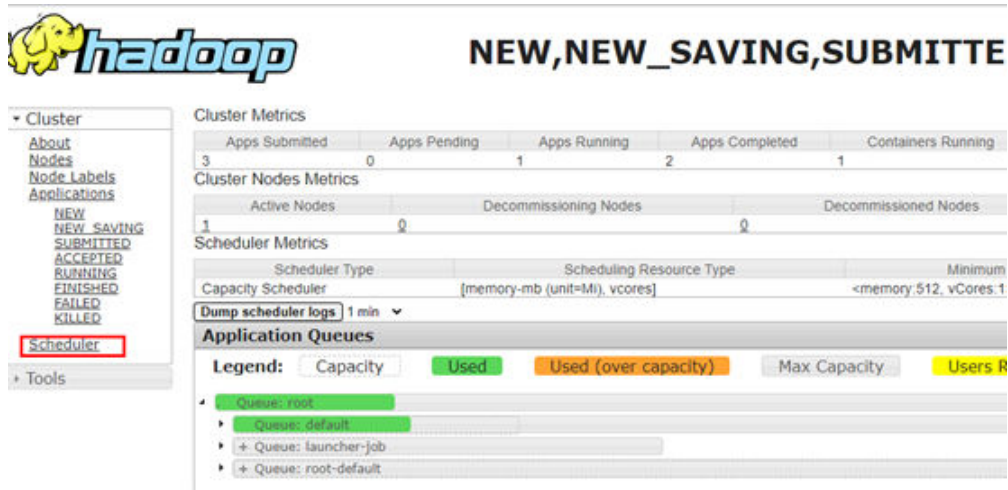 hadoop
NEW,NEW_SAVING,SUBMITTE
Cluster
About
Nodes
Node Labels
Applications
NEW
NEW_SAVING
SUBMITTED
ACCEPTED
RUNNING
FINISHED
FAILED
KILLED
Scheduler
Tools
Cluster Metrics
Apps Submitted Apps Pending Apps Running Apps Completed Containers Running
3 0 1 2 1
Cluster Nodes Metrics
Active Nodes Decommissioning Nodes Decommissioned Nodes
1 0 0
Scheduler Metrics
Scheduler Type Scheduling Resource Type Minimum
Capacity Scheduler [memory-mb (unit=Mi), vcores] <memory:512, vCores:1
Dump scheduler logs 1 min
Application Queues
Legend: Capacity Used Used (over capacity) Max Capacity Users R
Queue: root
Queue: default
+ Queue: launcher-job
+ Queue: root-default